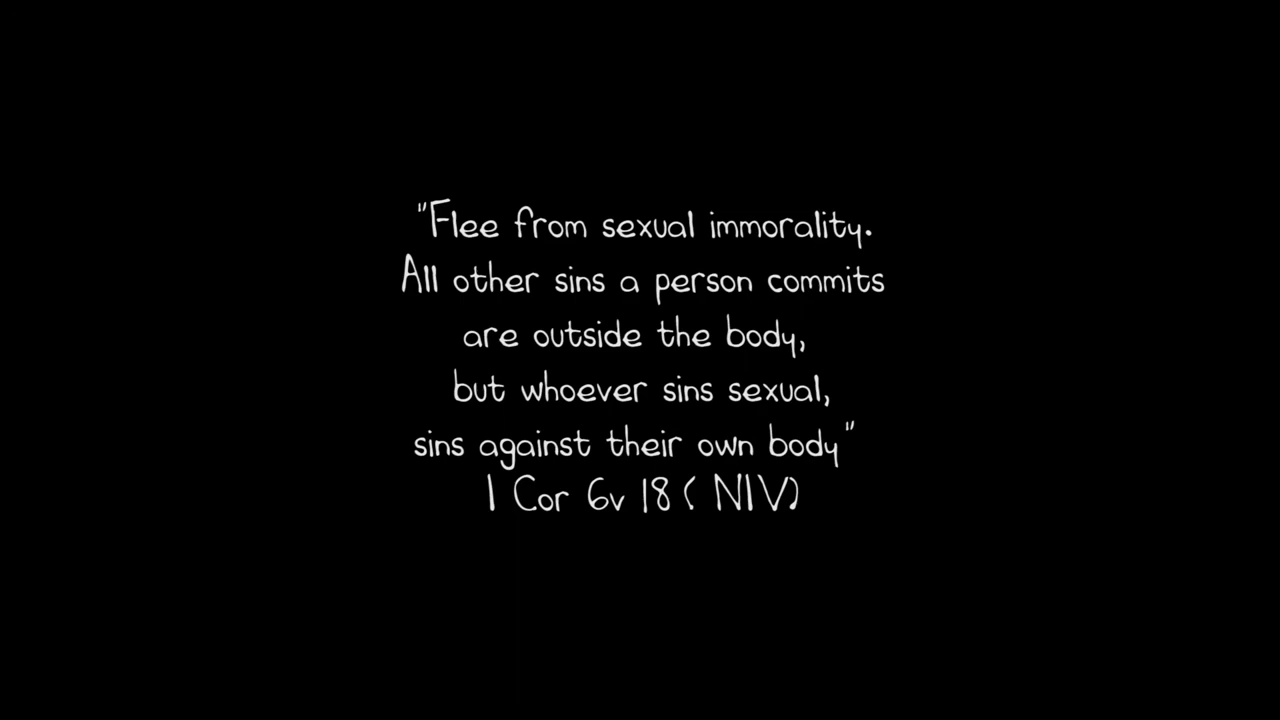 "Flee from sexual immorality.
All other sins a person commits
are outside the body,
but whoever sins sexual,
sins against their own body"
1 Cor 6v 18 ( NIV)